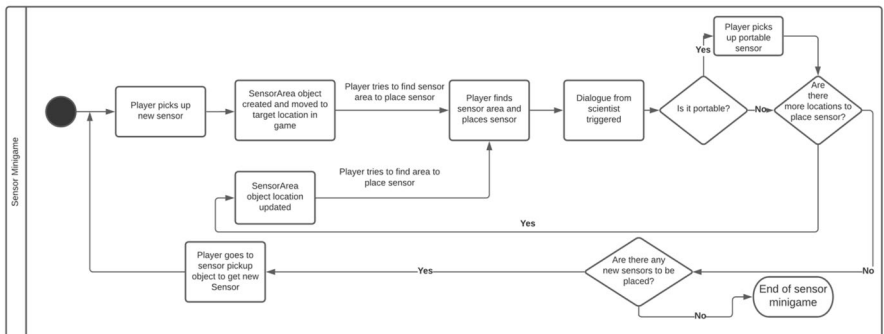 Sensor Minigame
Player picks up
new sensor
SensorArea object
created and moved to
target location in
game
Player tries to find sensor
area to place sensor
Player finds
sensor area and
places sensor
Dialogue from
scientist
triggered
Is it portable?
Yes
Player picks
up portable
sensor
No
Are
there
more locations to
place sensor?
SensorArea
object location
updated
Player tries to find area to
place sensor
Yes
No
Are there any
new sensors to be
placed?
Yes
Player goes to
sensor pickup
object to get new
Sensor
No
End of sensor
minigame